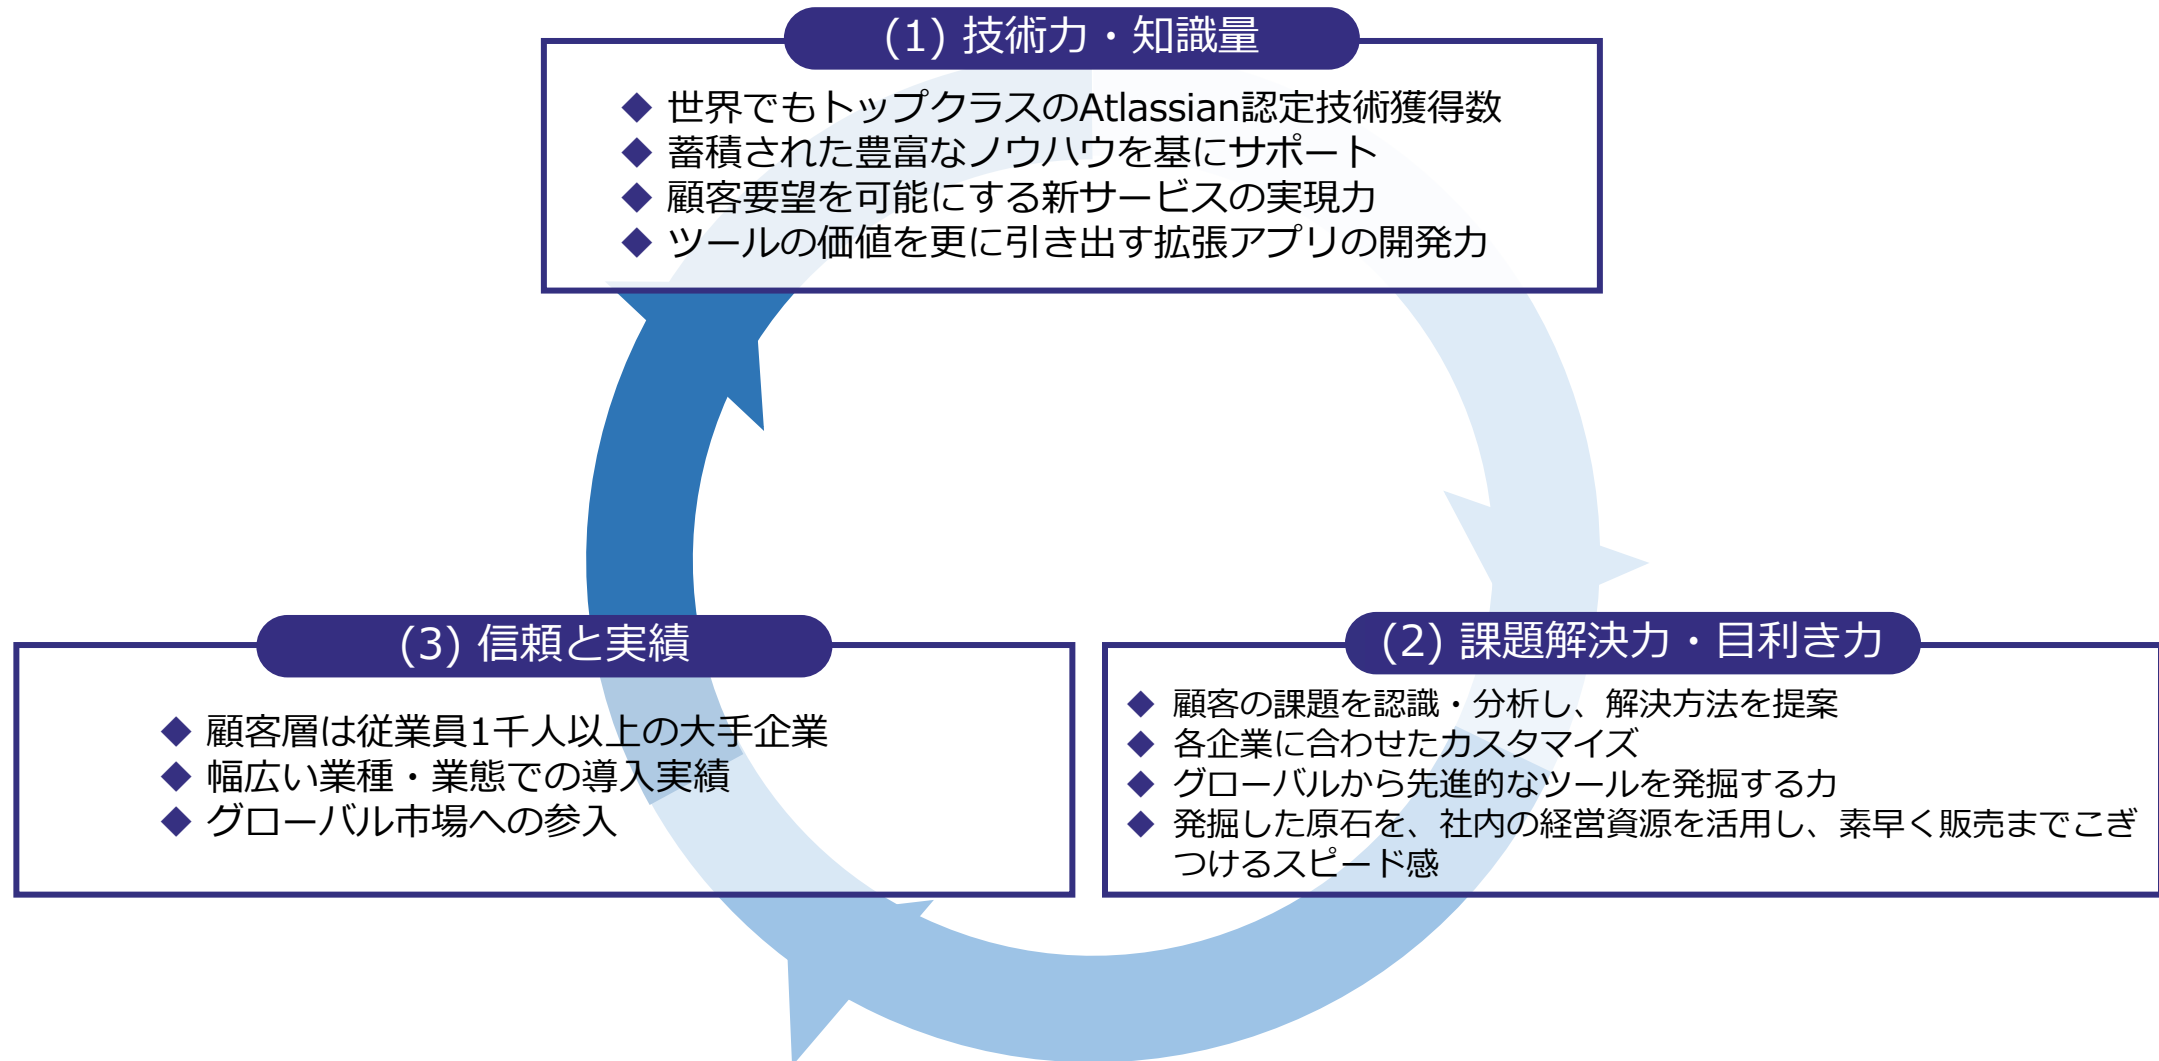 (1) 技術力・知識量
◆ 世界でもトップクラスのAtlassian認定技術獲得数
◆ 蓄積された豊富なノウハウを基にサポート
◆ 顧客要望を可能にする新サービスの実現力
◆ ツールの価値を更に引き出す拡張アプリの開発力
(2) 課題解決力・目利き力
◆ 顧客の課題を認識・分析し、解決方法を提案
◆ 各企業に合わせたカスタマイズ
◆ グローバルから先進的なツールを発掘する力
◆ 発掘した原石を、社内の経営資源を活用し、素早く販売までこぎ
つけるスピード感
(3) 信頼と実績
◆ 顧客層は従業員1千人以上の大手企業
◆ 幅広い業種・業態での導入実績
◆ グローバル市場への参入